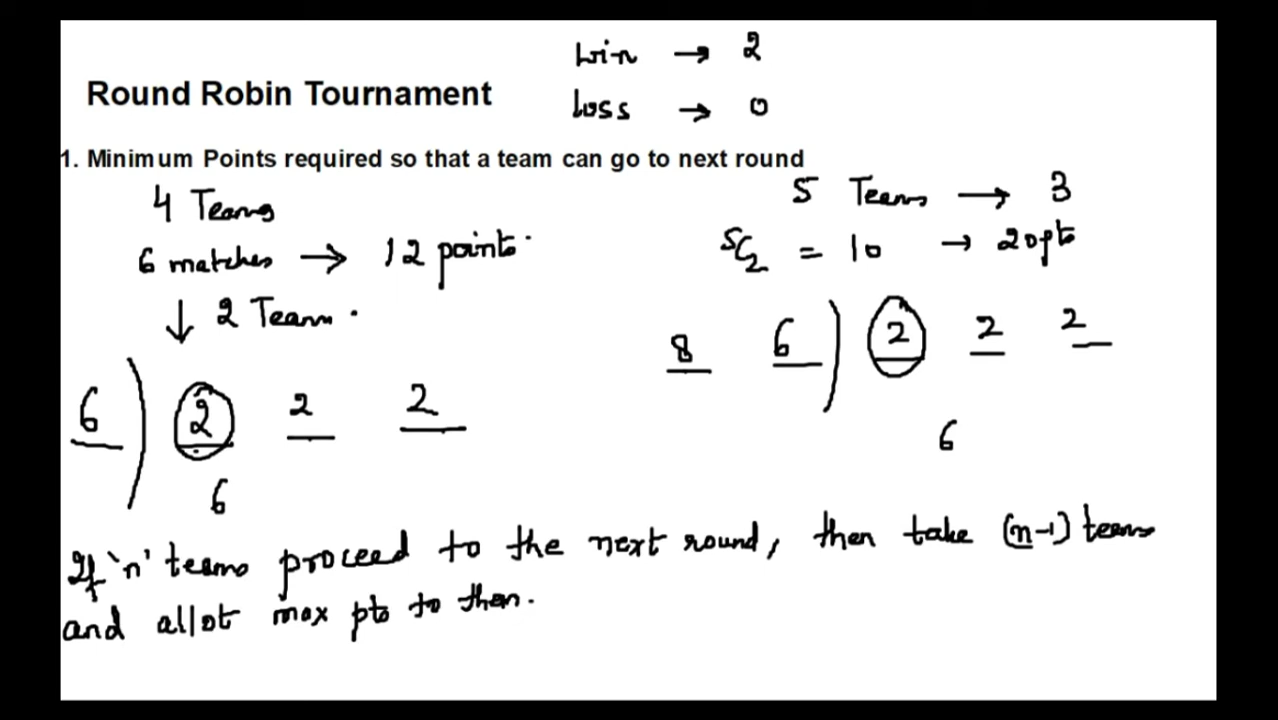 win → 2
Round Robin Tournament
loss → 0
1. Minimum Points required so that a team can go to next round
4 Teams
6 matches → 12 points.
↓ 2 Team.
6 ) 2 2 2
6
5 Teams → 3
5C2 = 10 → 20pts
8 6 ) 2 2 2
6
If 'n' teams proceed to the next round, then take (n-1) teams
and allot max pts to then.